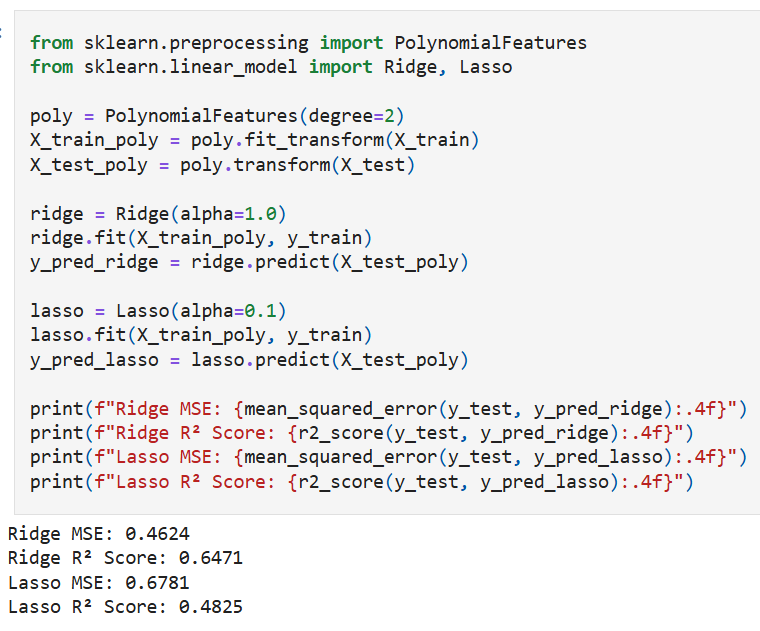 from sklearn.preprocessing import PolynomialFeatures
from sklearn.linear_model import Ridge, Lasso
poly = PolynomialFeatures(degree=2)
X_train_poly = poly.fit_transform(X_train)
X_test_poly = poly.transform(X_test)
ridge = Ridge(alpha=1.0)
ridge.fit(X_train_poly, y_train)
y_pred_ridge = ridge.predict(X_test_poly)
lasso = Lasso(alpha=0.1)
lasso.fit(X_train_poly, y_train)
y_pred_lasso = lasso.predict(X_test_poly)
print(f"Ridge MSE: {mean_squared_error(y_test, y_pred_ridge):.4f}")
print(f"Ridge R² Score: {r2_score(y_test, y_pred_ridge):.4f}")
print(f"Lasso MSE: {mean_squared_error(y_test, y_pred_lasso):.4f}")
print(f"Lasso R² Score: {r2_score(y_test, y_pred_lasso):.4f}")
Ridge MSE: 0.4624
Ridge R² Score: 0.6471
Lasso MSE: 0.6781
Lasso R² Score: 0.4825